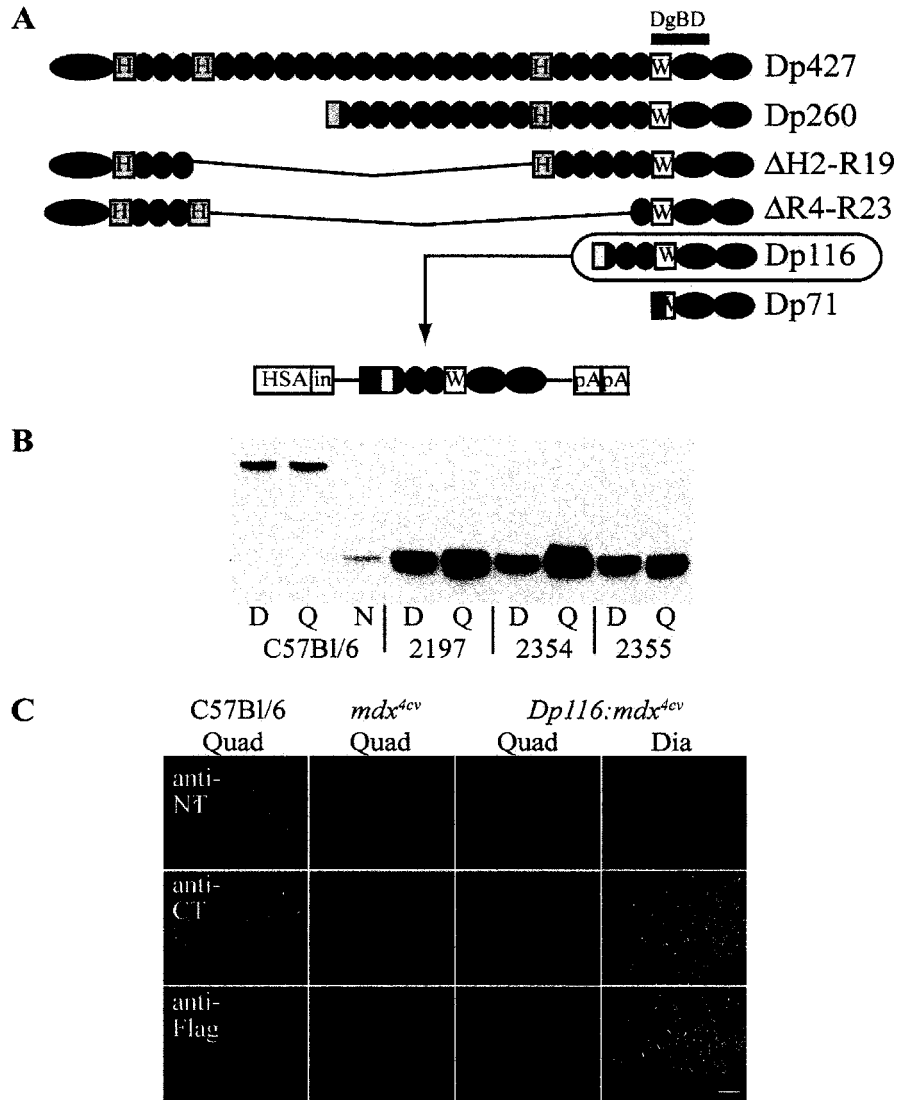 A
DgBD
H H H W Dp427
H W Dp260
H H W ΔH2-R19
H H W ΔR4-R23
W Dp116
W Dp71
HSA in W pA pA
B
D Q N D Q D Q D Q
C57Bl/6 2197 2354 2355
C
C57Bl/6 mdx4cv Dp116:mdx4cv
Quad Quad Quad Dia
anti-
NT
anti-
CT
anti-
Flag